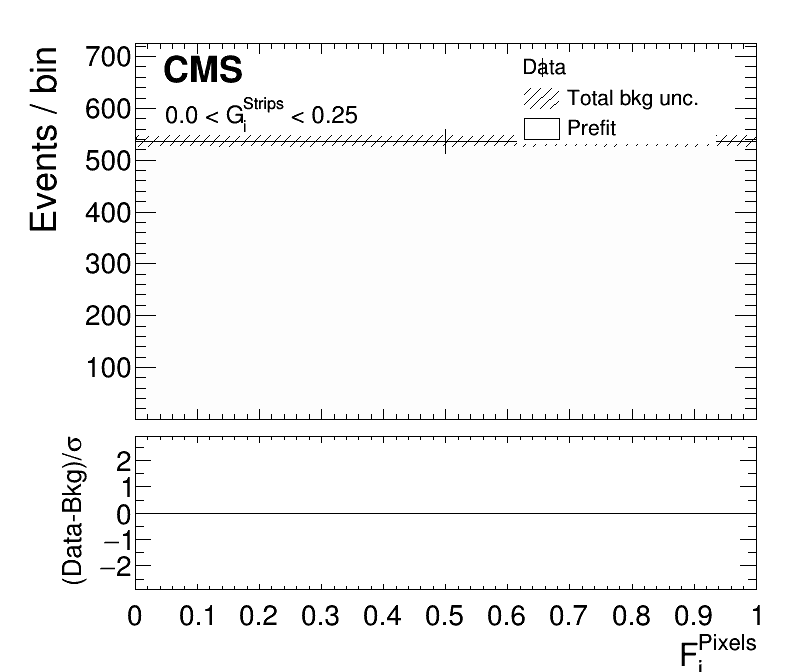 CMS
0.0 < G_i^Strips < 0.25
Data
Total bkg unc.
Prefit
Events / bin
700
600
500
400
300
200
100
(Data-Bkg)/σ
2
1
0
−1
−2
0 0.1 0.2 0.3 0.4 0.5 0.6 0.7 0.8 0.9 1
F_i^Pixels